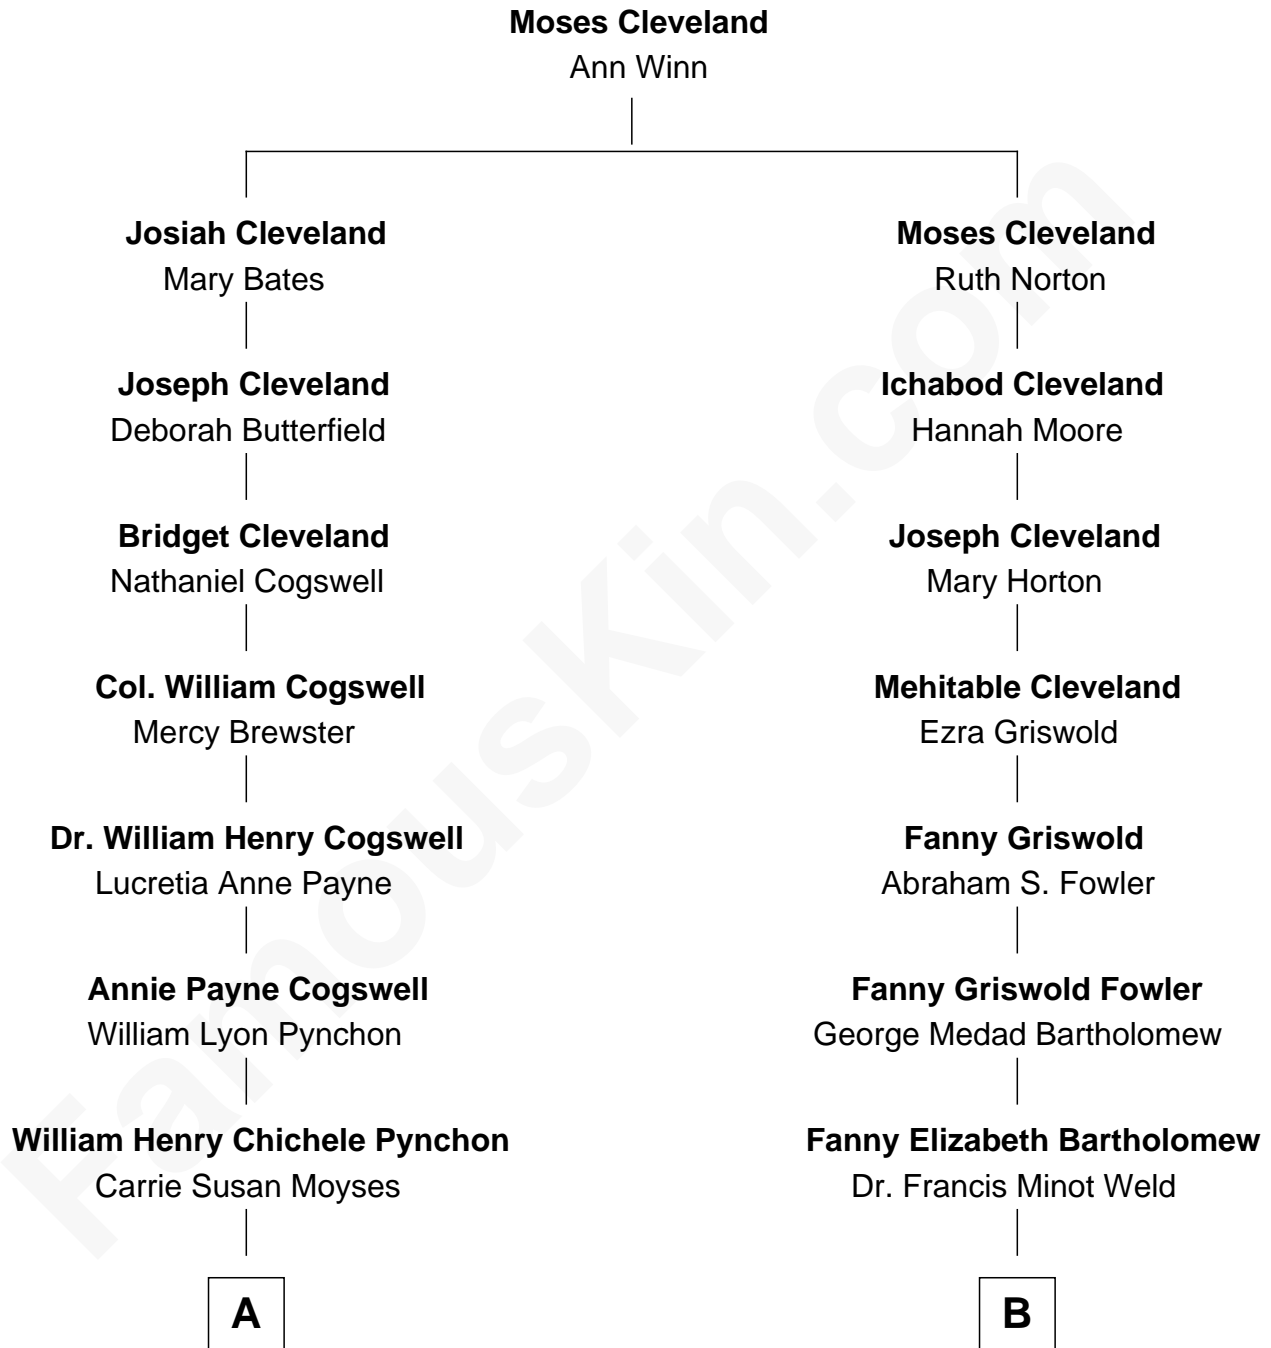 Moses Cleveland
Ann Winn
Josiah Cleveland
Mary Bates
Joseph Cleveland
Deborah Butterfield
Bridget Cleveland
Nathaniel Cogswell
Col. William Cogswell
Mercy Brewster
Dr. William Henry Cogswell
Lucretia Anne Payne
Annie Payne Cogswell
William Lyon Pynchon
William Henry Chichele Pynchon
Carrie Susan Moyses
A
Moses Cleveland
Ruth Norton
Ichabod Cleveland
Hannah Moore
Joseph Cleveland
Mary Horton
Mehitable Cleveland
Ezra Griswold
Fanny Griswold
Abraham S. Fowler
Fanny Griswold Fowler
George Medad Bartholomew
Fanny Elizabeth Bartholomew
Dr. Francis Minot Weld
B
FamousKin.com